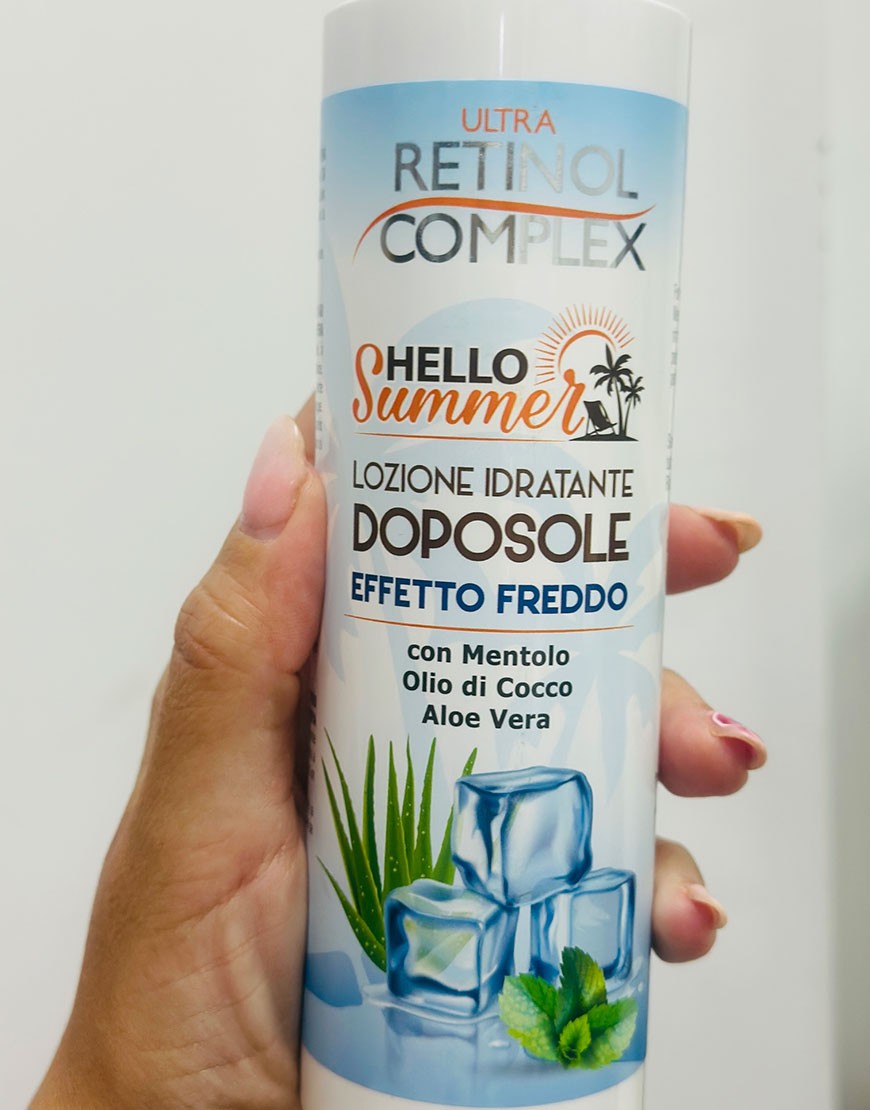 ULTRA
RETINOL
COMPLEX
HELLO
Summer
LOZIONE IDRATANTE
DOPOSOLE
EFFETTO FREDDO
con Mentolo
Olio di Cocco
Aloe Vera